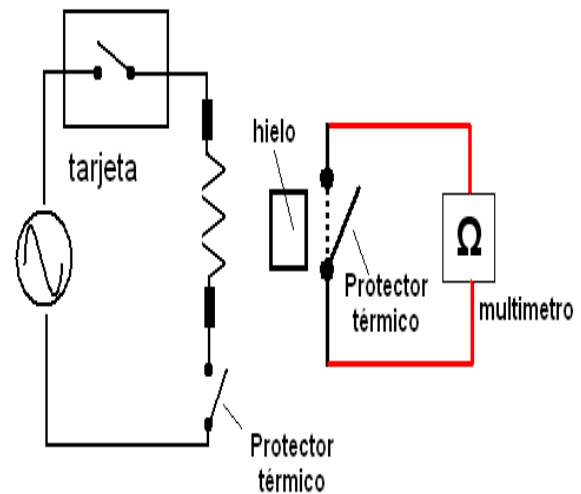 tarjeta
hielo
Protector
térmico
Ω
multimetro
Protector
térmico